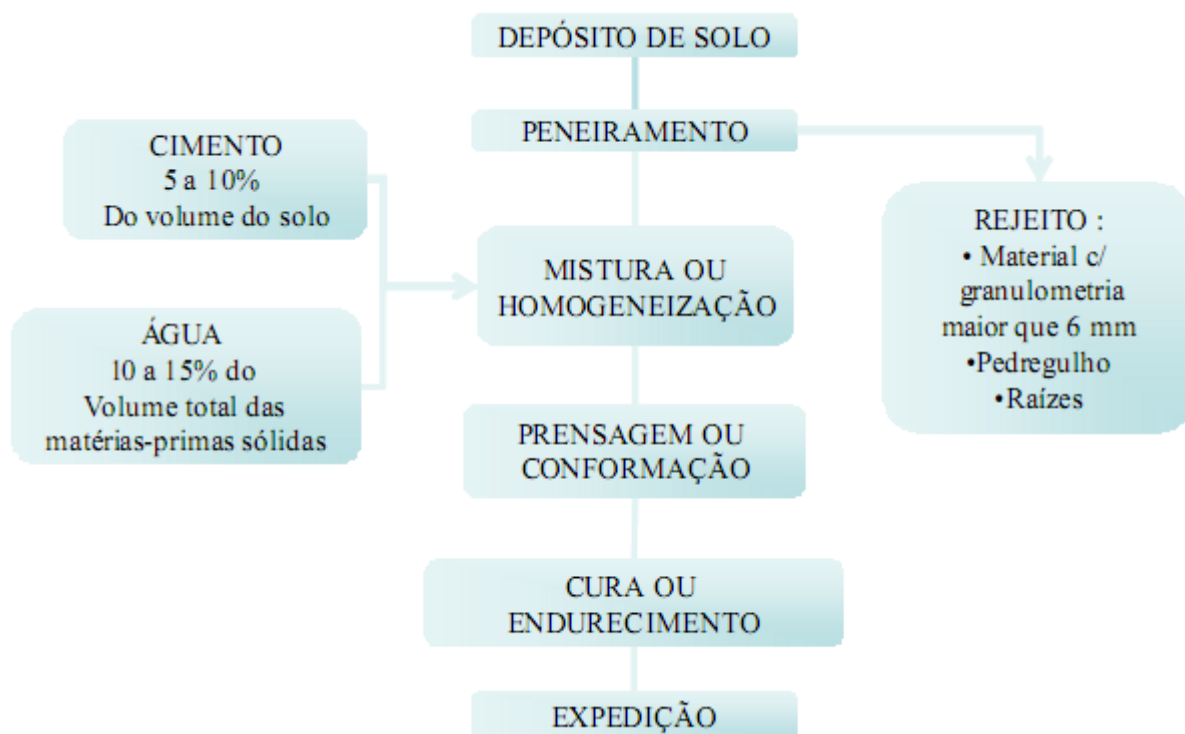 DEPÓSITO DE SOLO
PENEIRAMENTO
CIMENTO
5 a 10%
Do volume do solo
ÁGUA
10 a 15% do
Volume total das
matérias-primas sólidas
MISTURA OU
HOMOGENEIZAÇÃO
REJEITO :
• Material c/
granulometria
maior que 6 mm
•Pedregulho
•Raízes
PRENSAGEM OU
CONFORMAÇÃO
CURA OU
ENDURECIMENTO
EXPEDIÇÃO